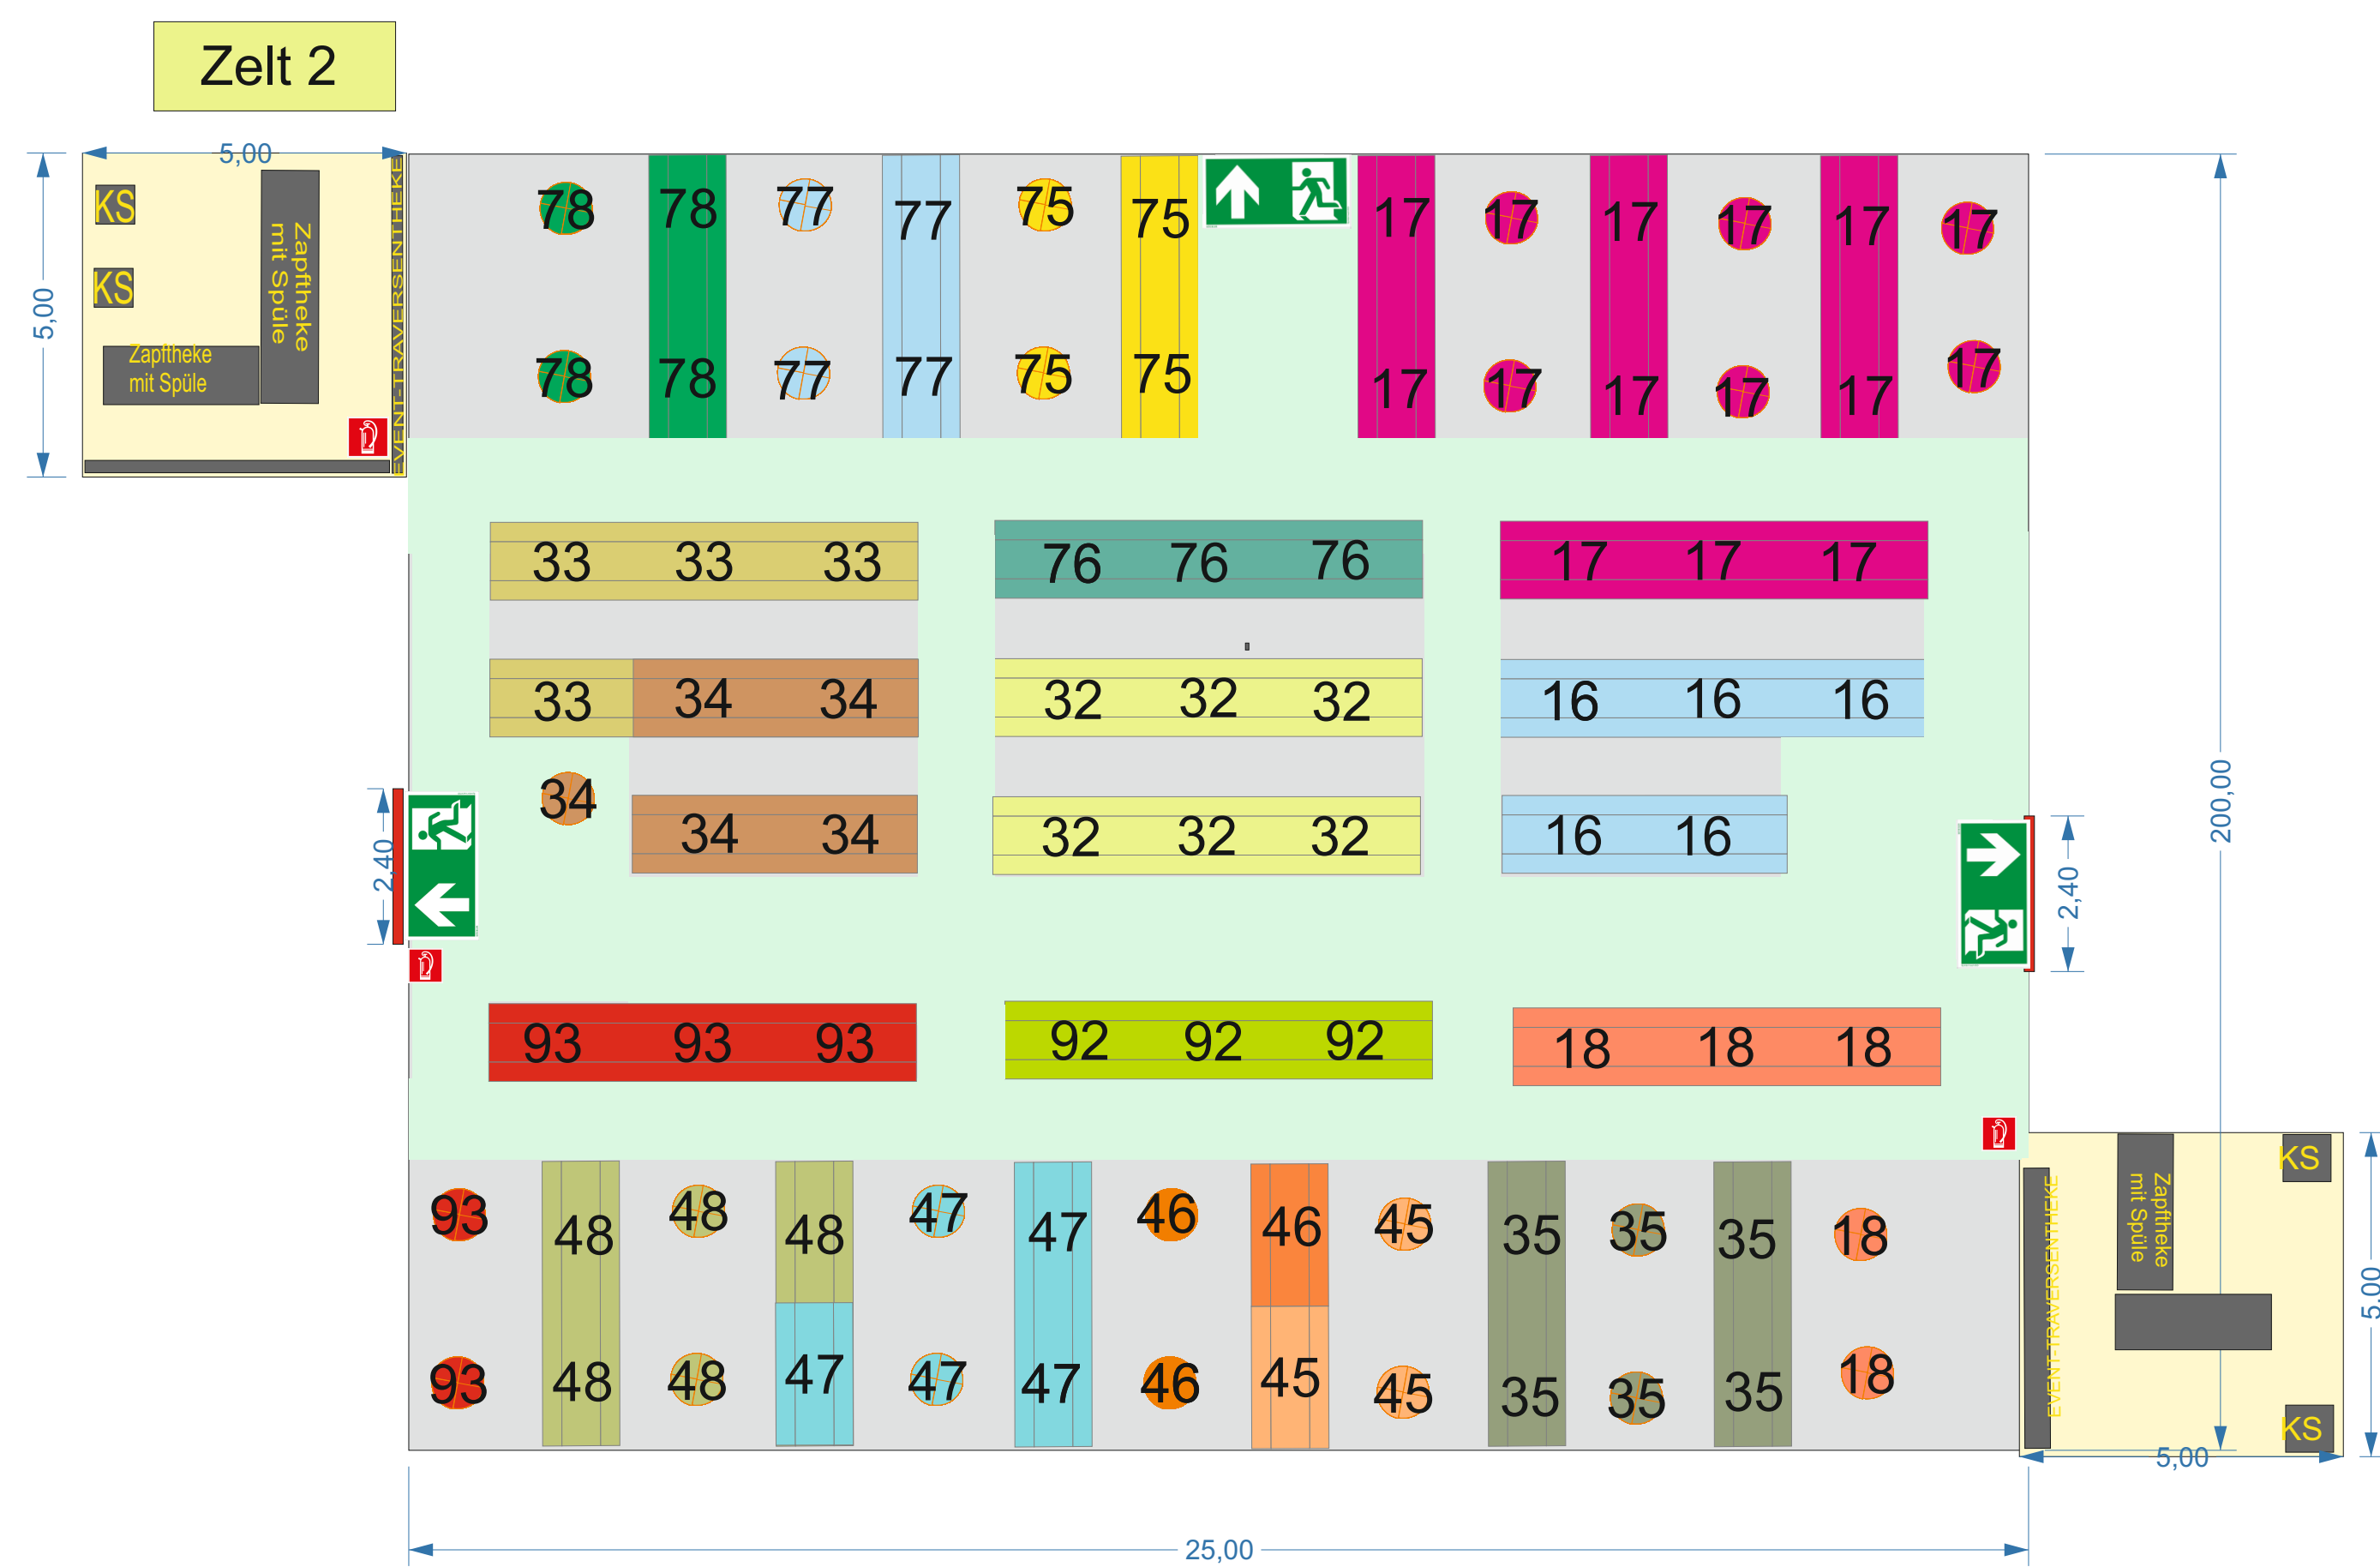 Zelt 2
5,00
5,00
KS
KS
Zapftheke
mit Spüle
Zapftheke
mit Spüle
EVENT-TRAVERSENTHEKE
78 78 77 77 75 75 17 17 17 17 17 17
78 78 77 77 75 75 17 17 17 17 17 17
33 33 33 76 76 76 17 17 17
33 34 34 32 32 32 16 16 16
34 34 34 32 32 32 16 16
2,40
2,40
200,00
93 93 93 92 92 92 18 18 18
93 48 48 48 47 47 46 46 45 35 35 35 18
93 48 48 47 47 47 46 45 45 35 35 35 18
EVENT-TRAVERSENTHEKE
Zapftheke
mit Spüle
KS
KS
5,00
5,00
25,00